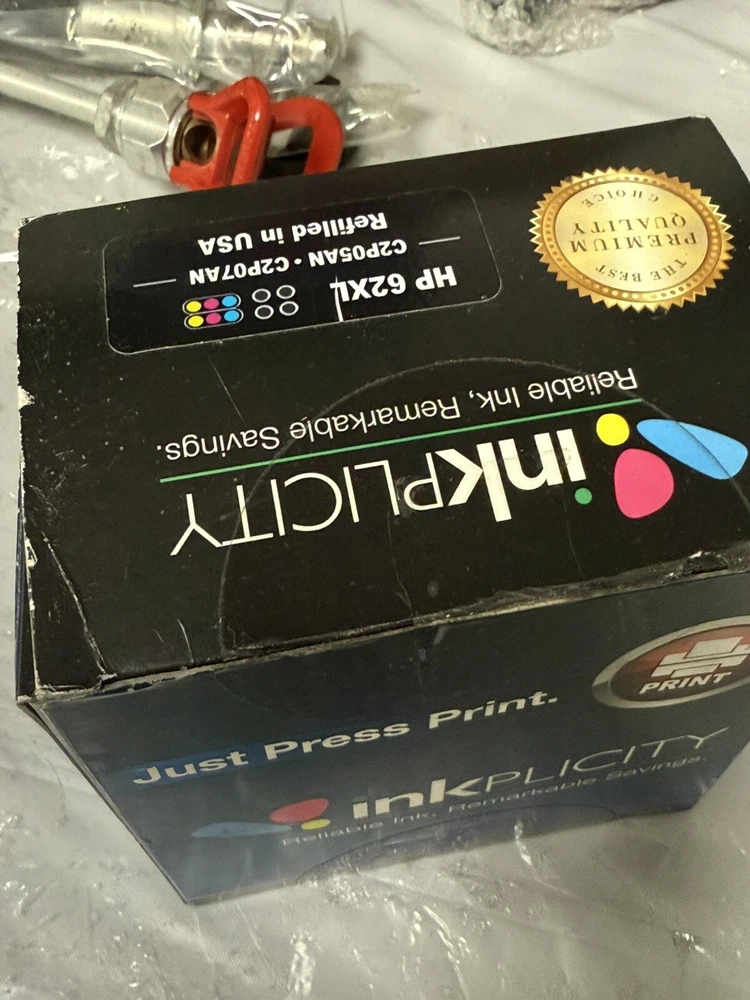 inkPLICITY
Reliable Ink, Remarkable Savings.
HP 62XL
C2P05AN • C2P07AN
Refilled in USA
THE BEST
PREMIUM
QUALITY
CHOICE
PRINT
Just Press Print.
inkPLICITY
Reliable Ink, Remarkable Savings.